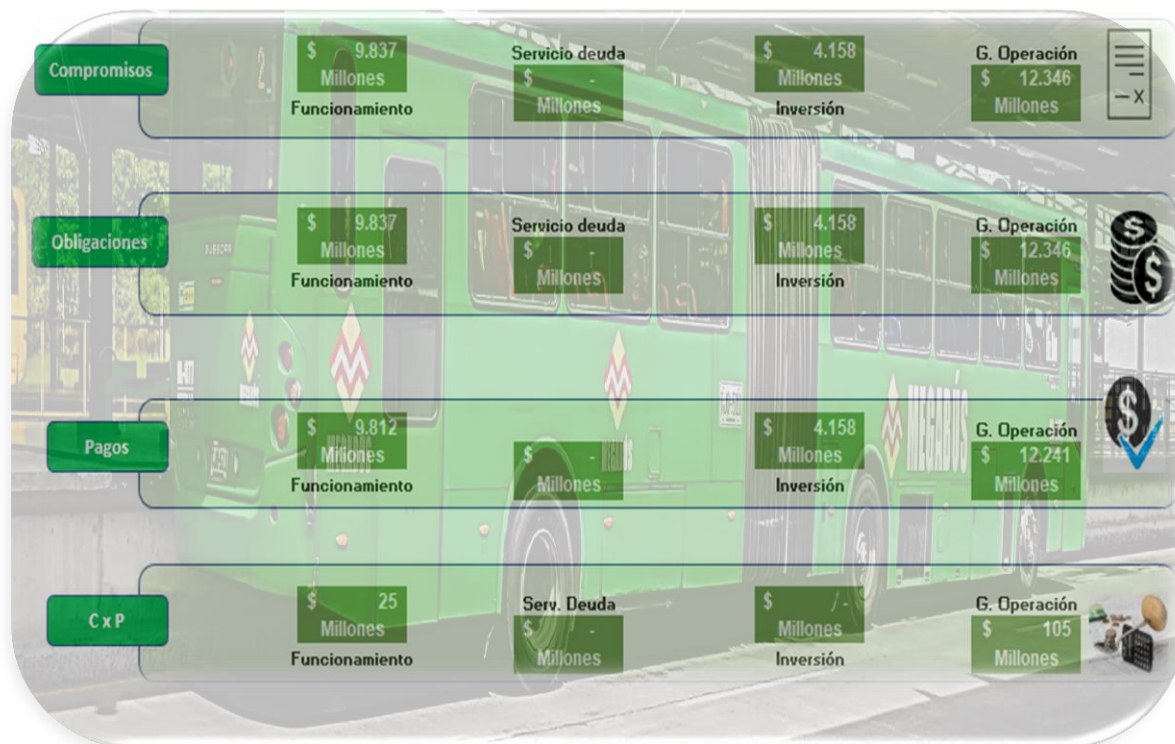 $ 9.837
Servicio deuda
$ 4.158
G. Operación
Compromisos
Millones
$ -
Millones
$ 12.346
Funcionamiento
Millones
Inversión
Millones
$ 9.837
Servicio deuda
$ 4.158
G. Operación
Obligaciones
Millones
$ -
Millones
$ 12.346
Funcionamiento
Millones
Inversión
Millones
MEGABÚS
$ 9.812
$ 4.158
G. Operación
Pagos
Millones
$ -
Millones
$ 12.241
Funcionamiento
Millones
Inversión
Millones
$ 25
Serv. Deuda
$ -
G. Operación
C x P
Millones
$ -
Millones
$ 105
Funcionamiento
Millones
Inversión
Millones